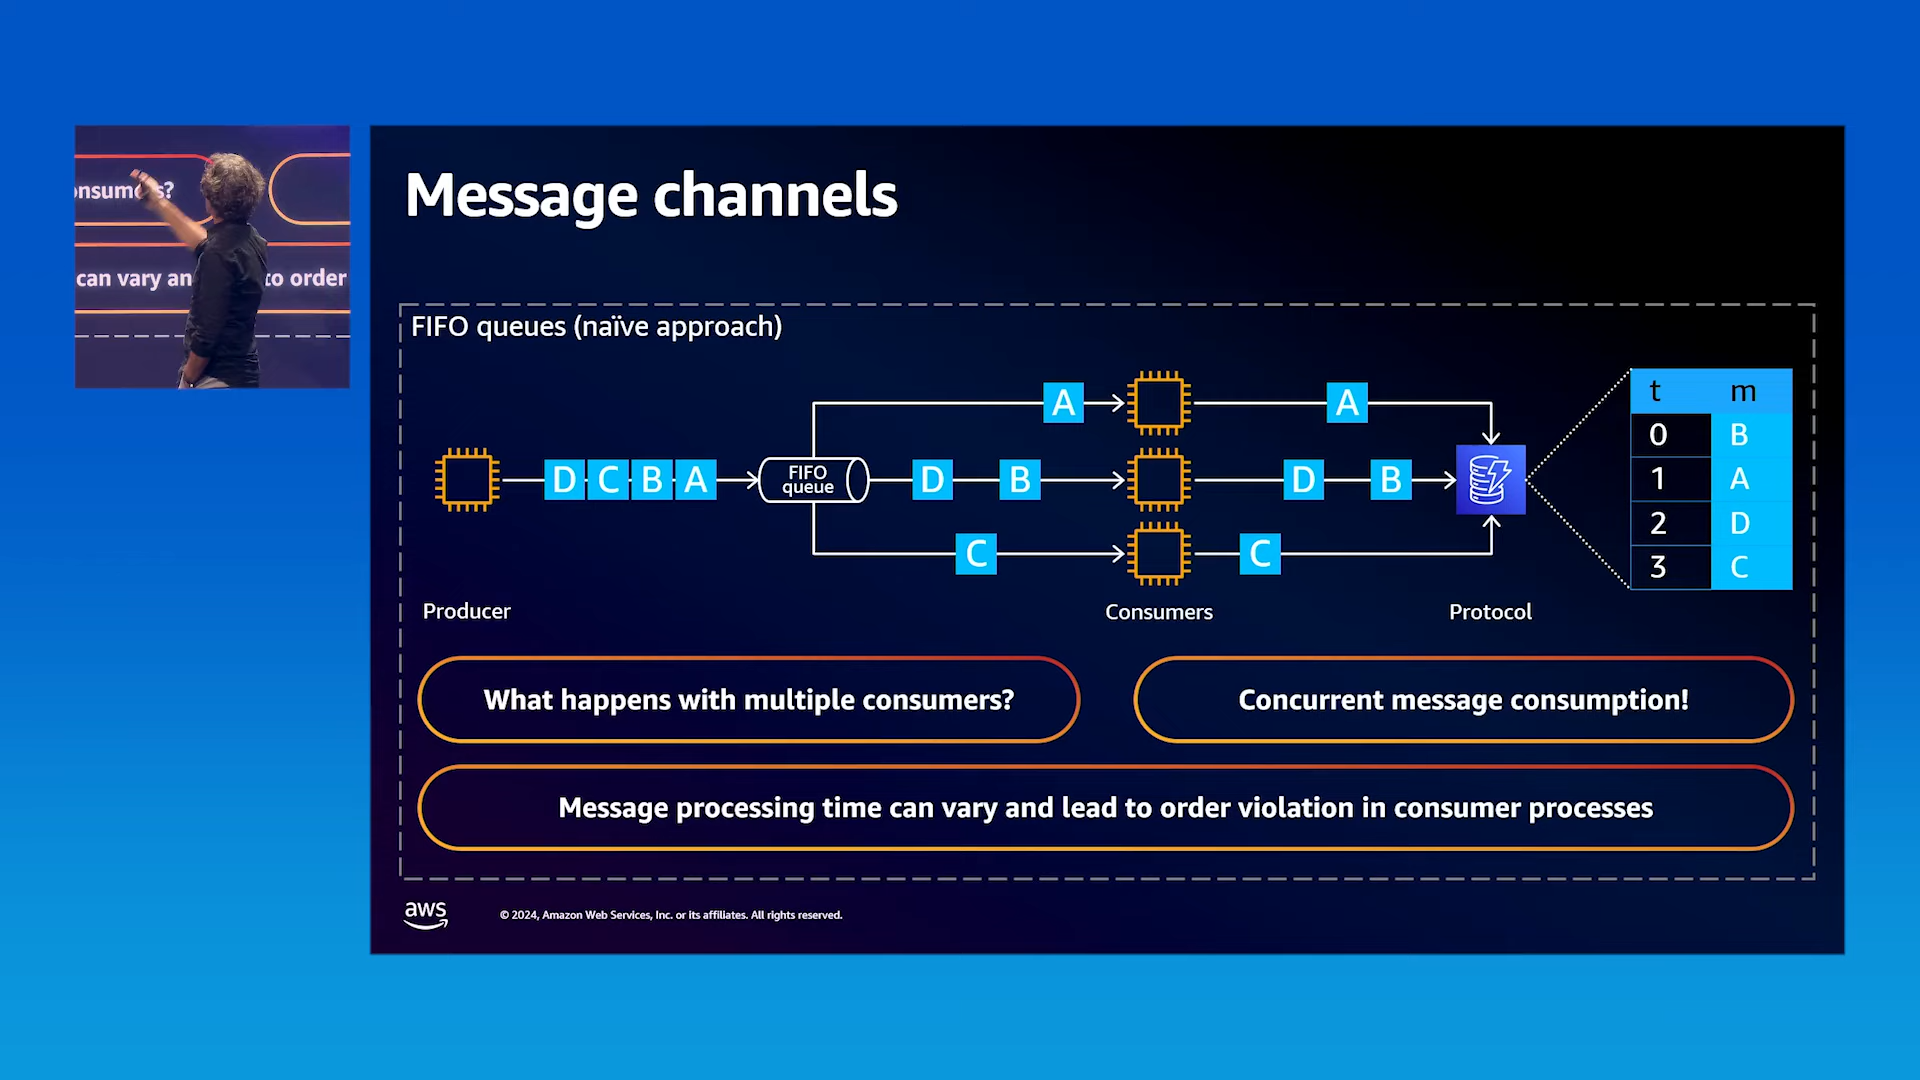 onsumers?
can vary an
to order
Message channels
FIFO queues (naïve approach)
A
A
D C B A
FIFO
queue
D
B
D
B
C
C
t m
0 B
1 A
2 D
3 C
Producer
Consumers
Protocol
What happens with multiple consumers?
Concurrent message consumption!
Message processing time can vary and lead to order violation in consumer processes
aws
© 2024, Amazon Web Services, Inc. or its affiliates. All rights reserved.